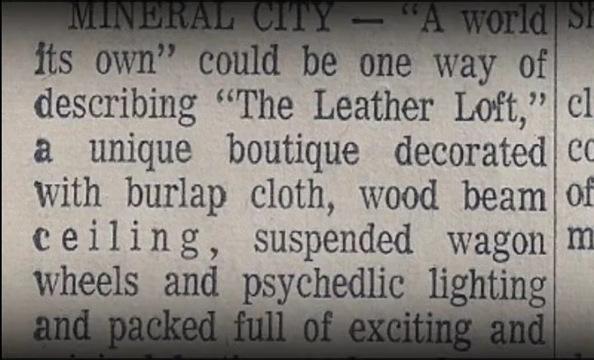 MINERAL CITY — “A world
its own” could be one way of
describing “The Leather Loft,”
a unique boutique decorated
with burlap cloth, wood beam
ceiling, suspended wagon
wheels and psychedlic lighting
and packed full of exciting and